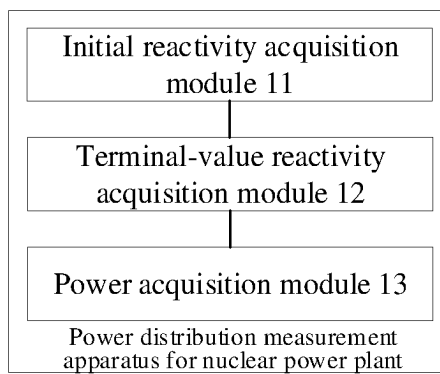 Initial reactivity acquisition
module 11
Terminal-value reactivity
acquisition module 12
Power acquisition module 13
Power distribution measurement
apparatus for nuclear power plant